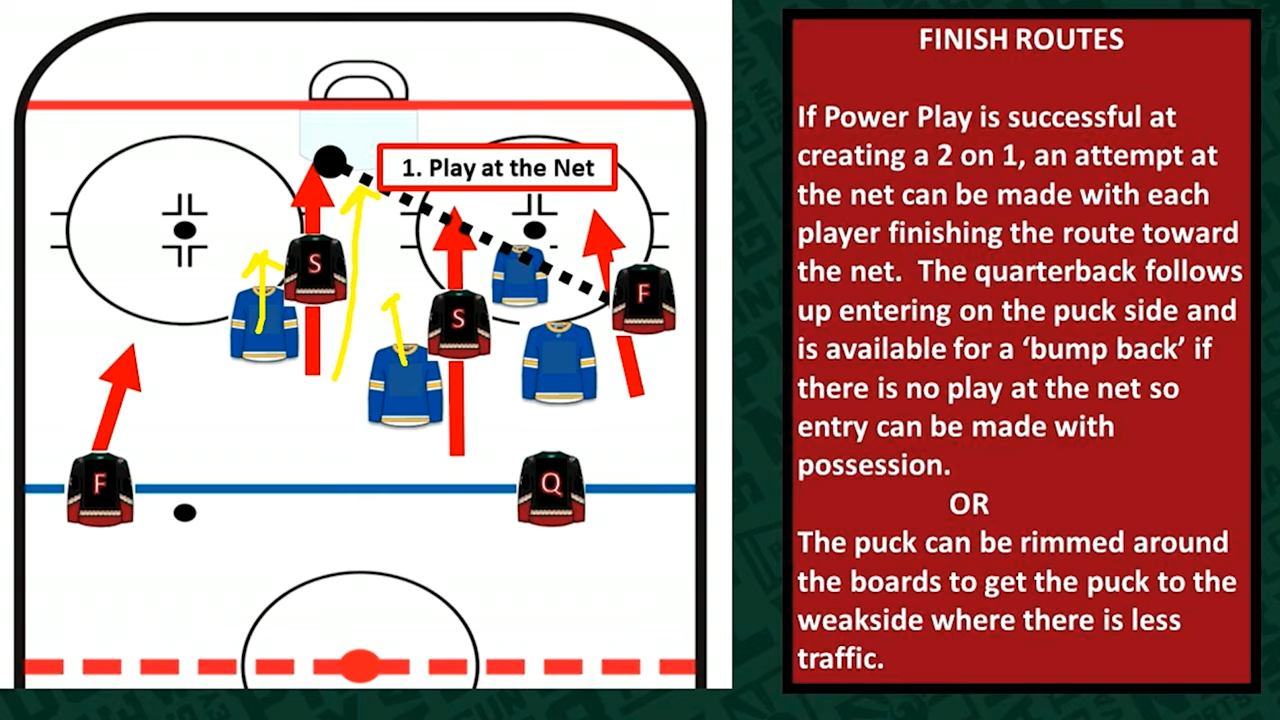 FINISH ROUTES
If Power Play is successful at
creating a 2 on 1, an attempt at
the net can be made with each
player finishing the route toward
the net.  The quarterback follows
up entering on the puck side and
is available for a ‘bump back’ if
there is no play at the net so
entry can be made with
possession.
OR
The puck can be rimmed around
the boards to get the puck to the
weakside where there is less
traffic.
1. Play at the Net
S
F
S
F
Q